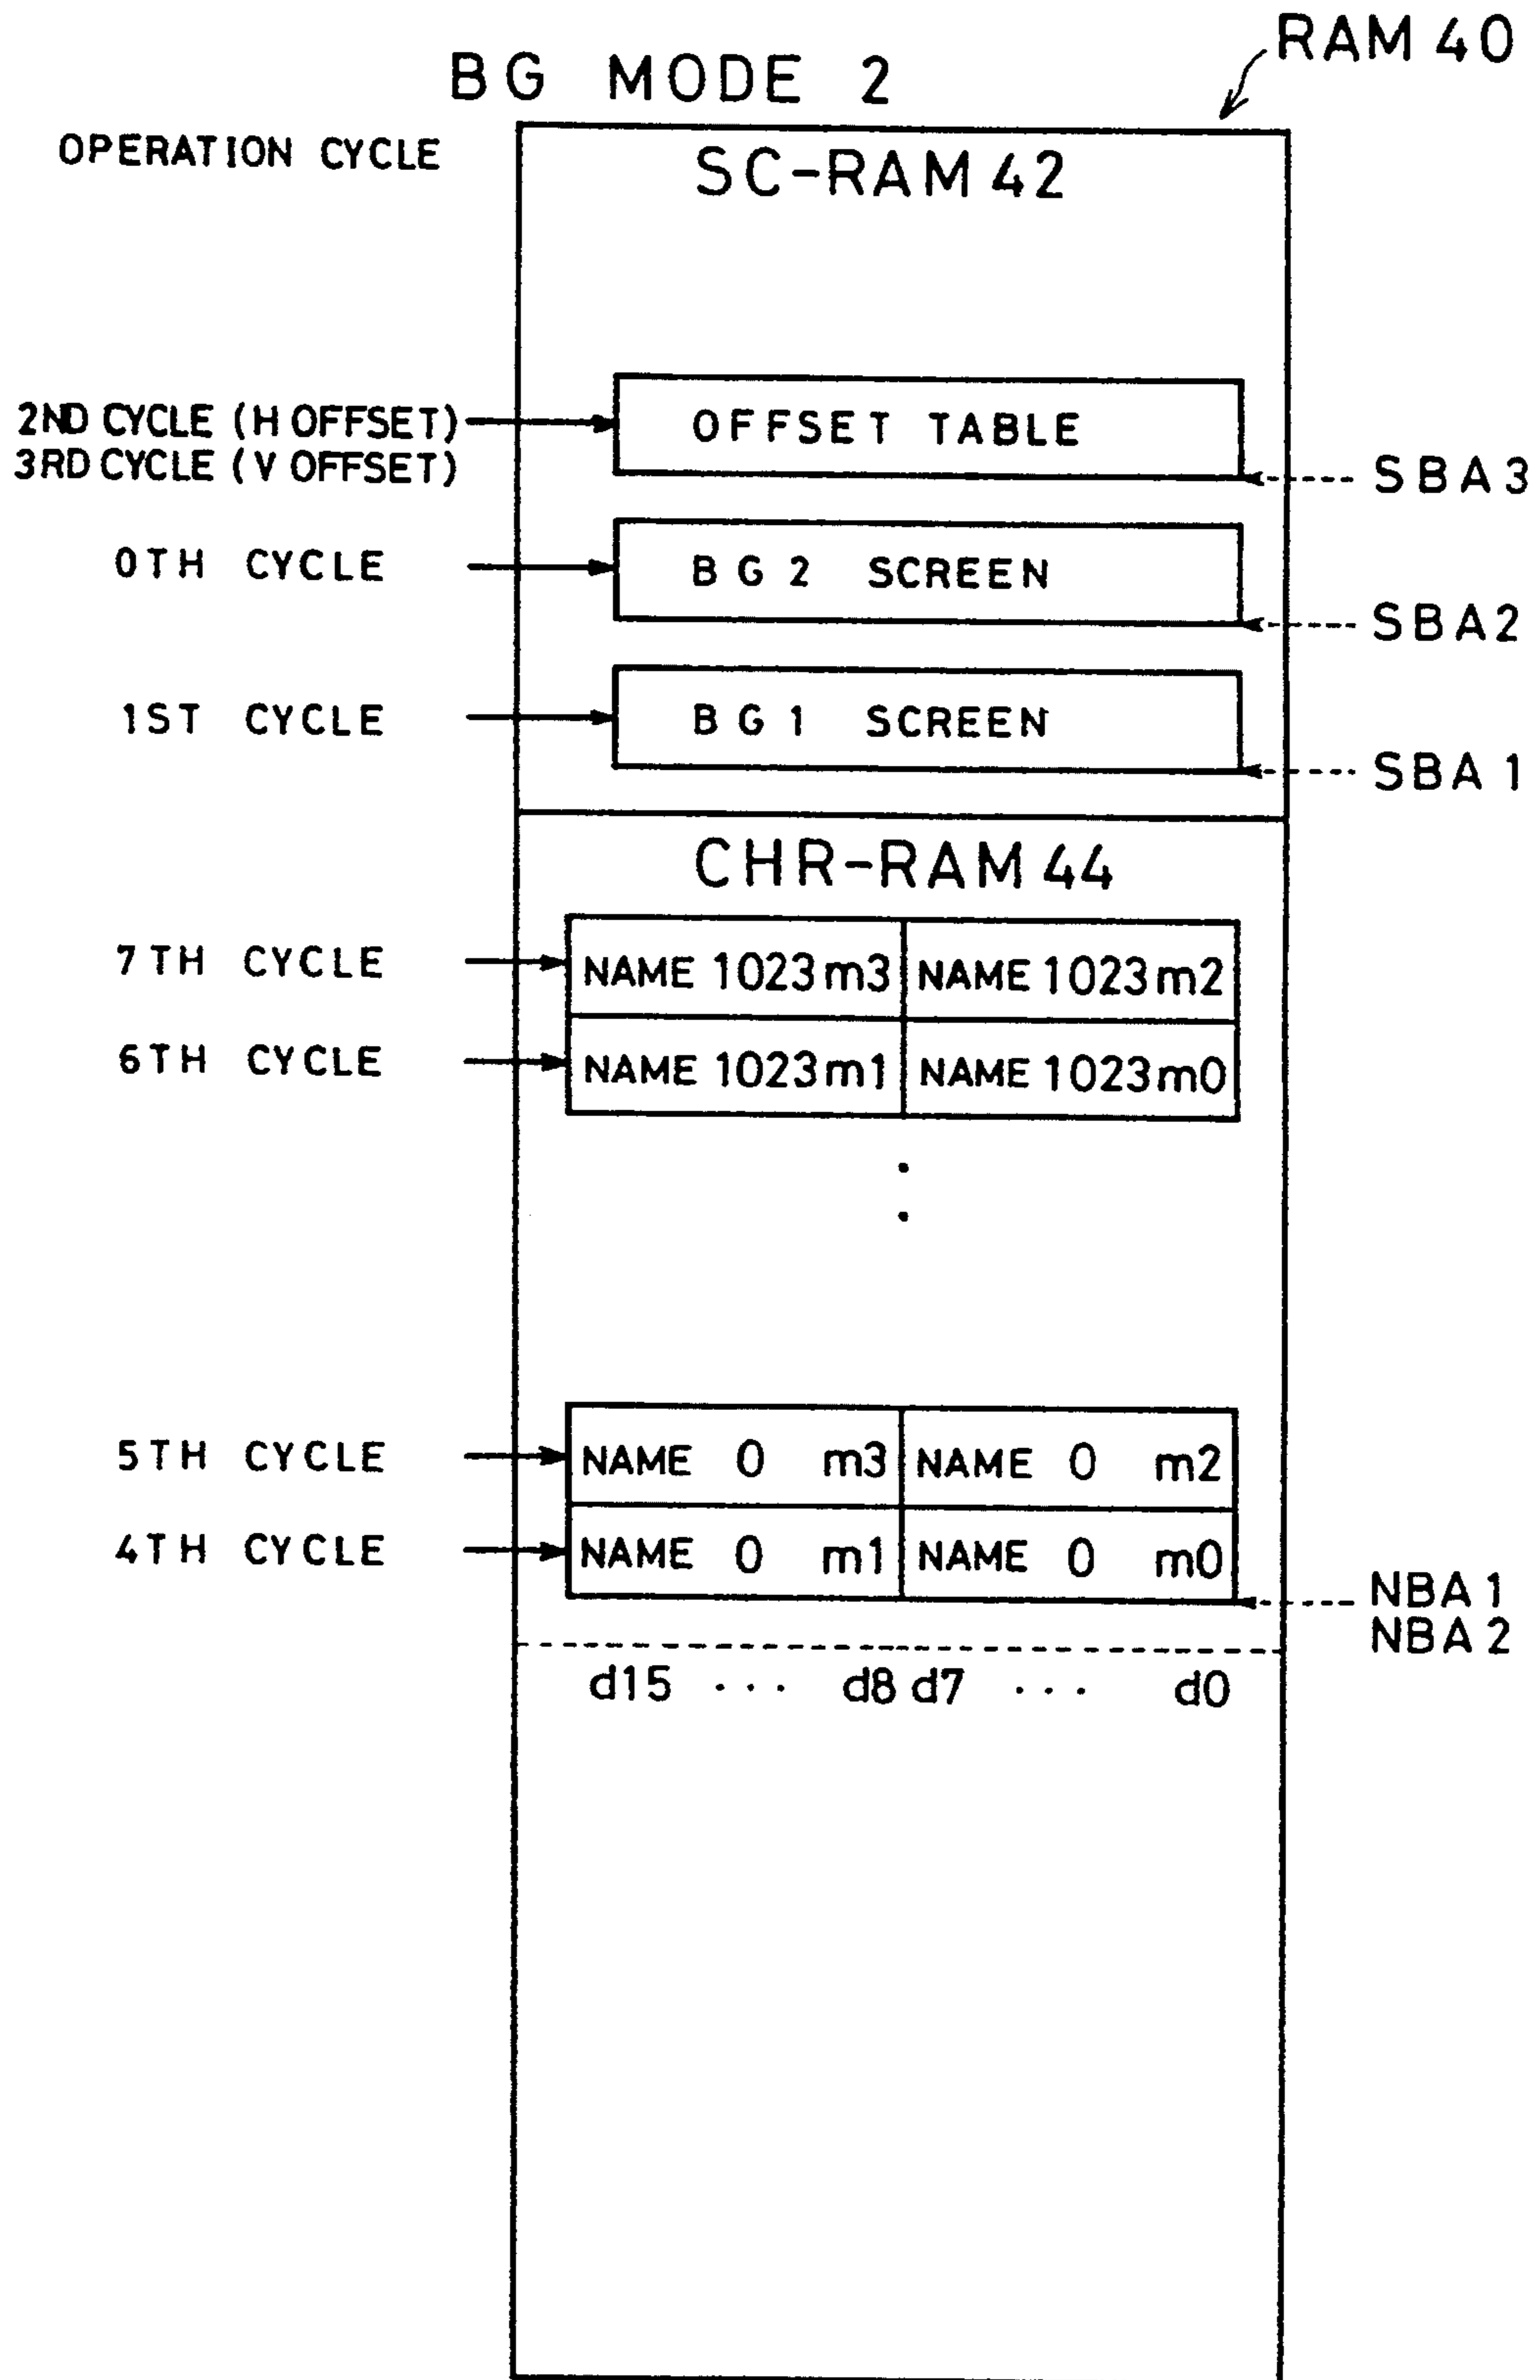 RAM 40
BG MODE 2
OPERATION CYCLE
SC-RAM 42
2ND CYCLE (H OFFSET)
3RD CYCLE (V OFFSET)
OFFSET TABLE
SBA3
0TH CYCLE
BG2 SCREEN
SBA2
1ST CYCLE
BG1 SCREEN
SBA1
CHR-RAM 44
7TH CYCLE
NAME 1023 m3 NAME 1023 m2
6TH CYCLE
NAME 1023 m1 NAME 1023 m0
5TH CYCLE
NAME 0 m3 NAME 0 m2
4TH CYCLE
NAME 0 m1 NAME 0 m0
NBA1
NBA2
d15 ··· d8 d7 ··· d0